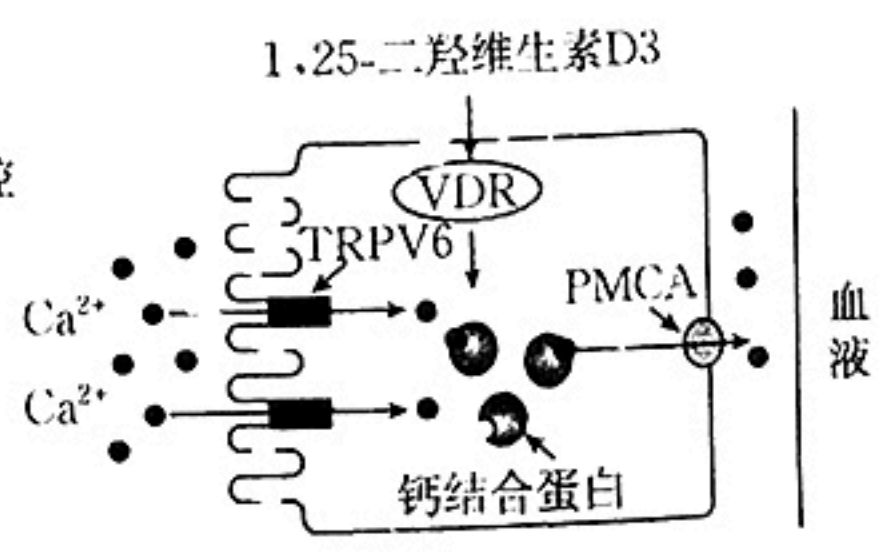 1、25-二羟维生素D3
VDR
TRPV6
PMCA
Ca²⁺
Ca²⁺
血
液
钙结合蛋白